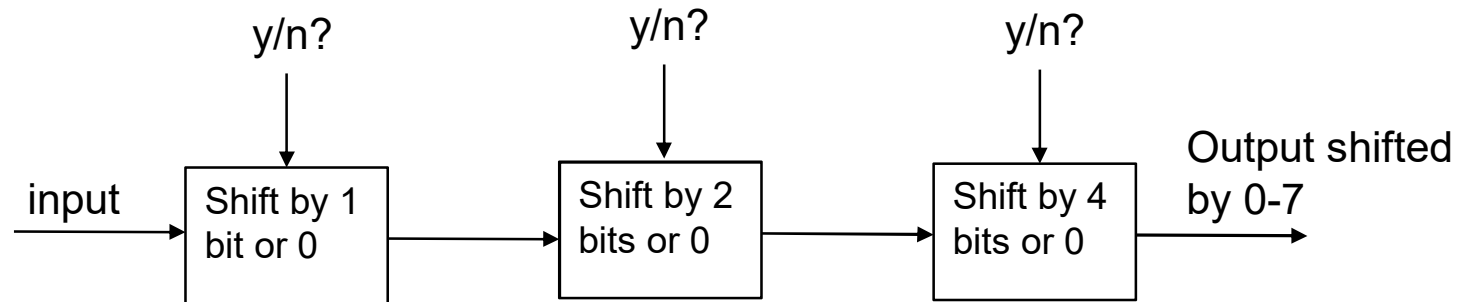 y/n?
y/n?
y/n?
input
Shift by 1
bit or 0
Shift by 2
bits or 0
Shift by 4
bits or 0
Output shifted
by 0-7